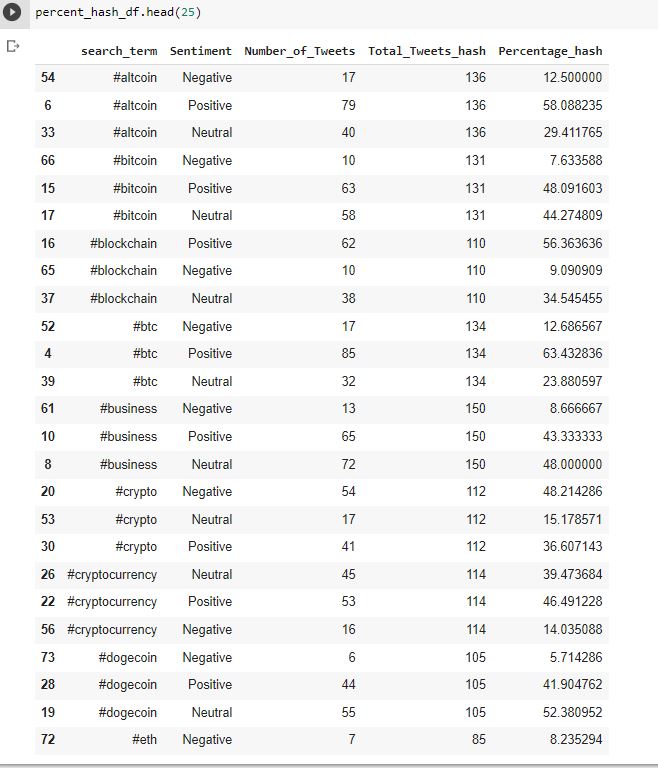 percent_hash_df.head(25)
search_term Sentiment Number_of_Tweets Total_Tweets_hash Percentage_hash
54 #altcoin Negative 17 136 12.500000
6 #altcoin Positive 79 136 58.088235
33 #altcoin Neutral 40 136 29.411765
66 #bitcoin Negative 10 131 7.633588
15 #bitcoin Positive 63 131 48.091603
17 #bitcoin Neutral 58 131 44.274809
16 #blockchain Positive 62 110 56.363636
65 #blockchain Negative 10 110 9.090909
37 #blockchain Neutral 38 110 34.545455
52 #btc Negative 17 134 12.686567
4 #btc Positive 85 134 63.432836
39 #btc Neutral 32 134 23.880597
61 #business Negative 13 150 8.666667
10 #business Positive 65 150 43.333333
8 #business Neutral 72 150 48.000000
20 #crypto Negative 54 112 48.214286
53 #crypto Neutral 17 112 15.178571
30 #crypto Positive 41 112 36.607143
26 #cryptocurrency Neutral 45 114 39.473684
22 #cryptocurrency Positive 53 114 46.491228
56 #cryptocurrency Negative 16 114 14.035088
73 #dogecoin Negative 6 105 5.714286
28 #dogecoin Positive 44 105 41.904762
19 #dogecoin Neutral 55 105 52.380952
72 #eth Negative 7 85 8.235294